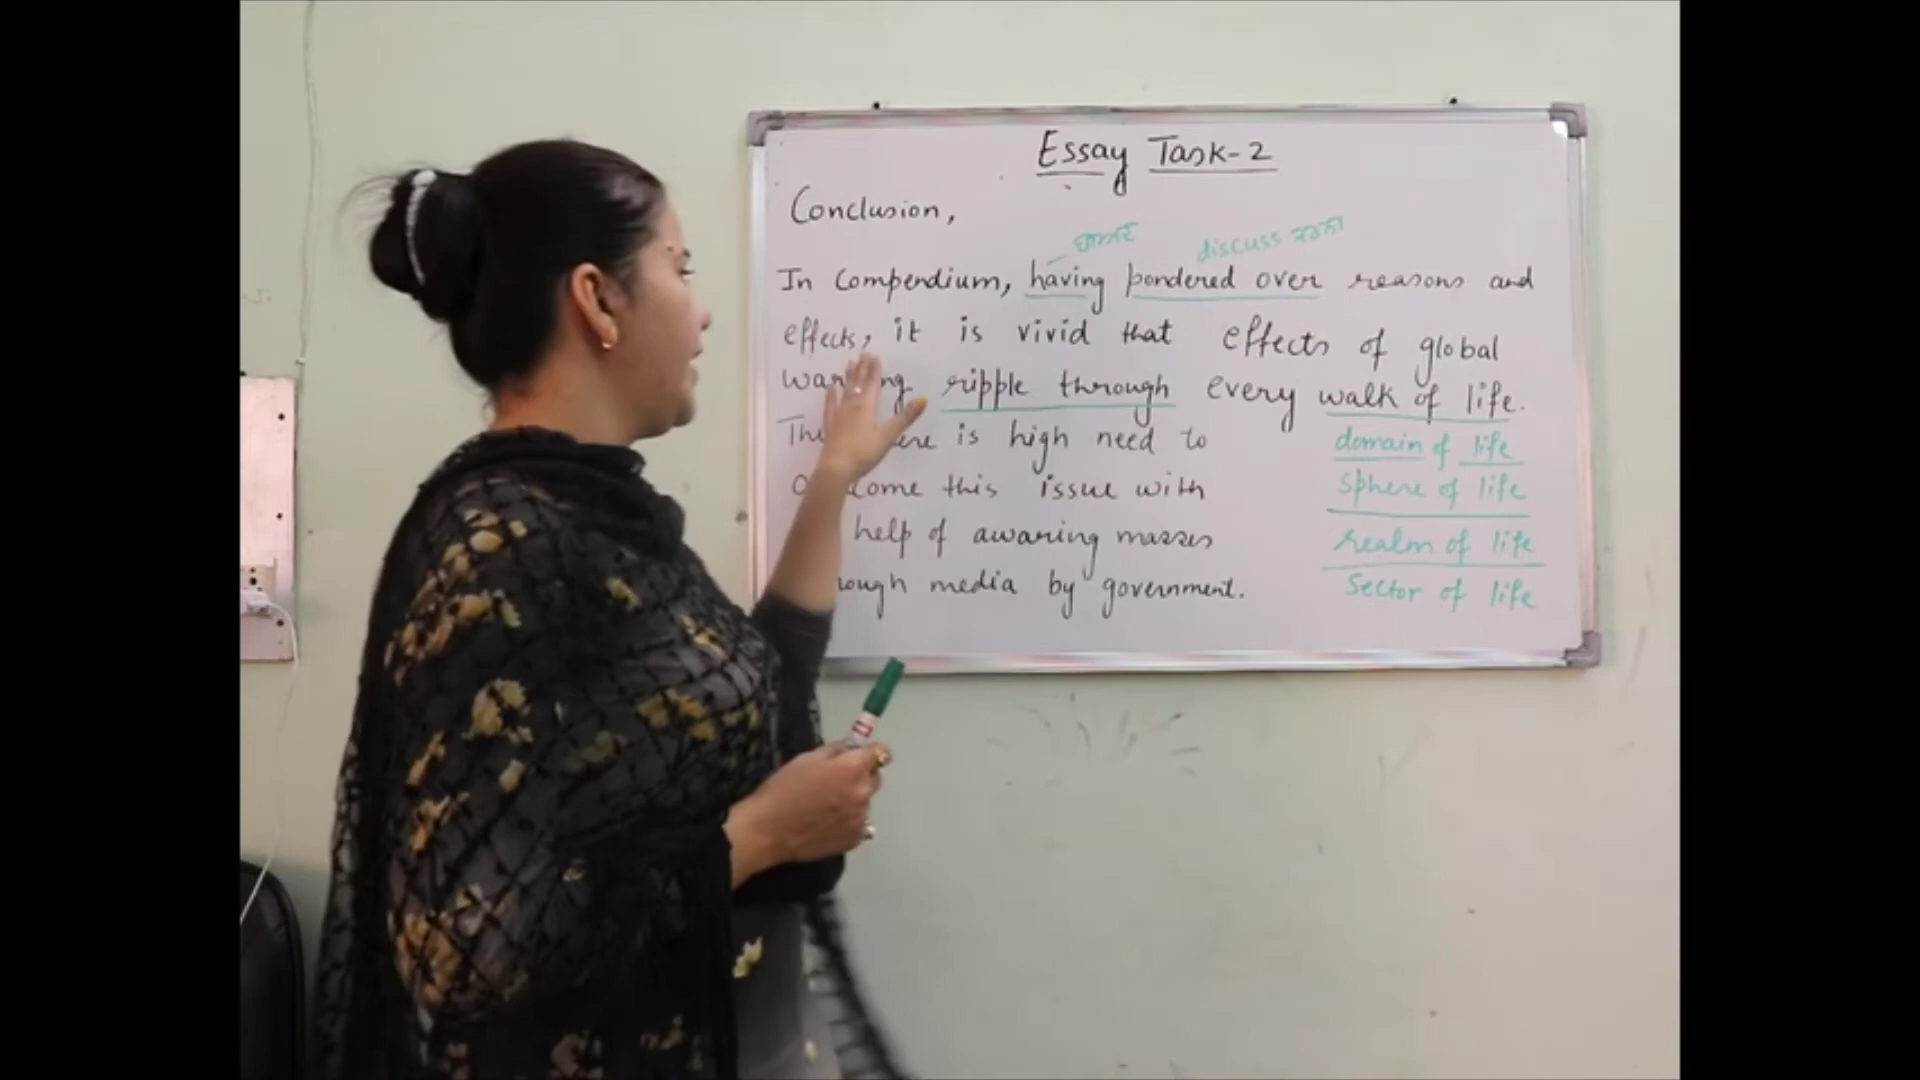 Essay Task-2
Conclusion,
discuss करना
In Compendium, having pondered over reasons and
effects, it is vivid that effects of global
ripple through every walk of life.
is high need to
domain of life
this issue with
sphere of life
help of awaring masses
realm of life
media by government.
Sector of life